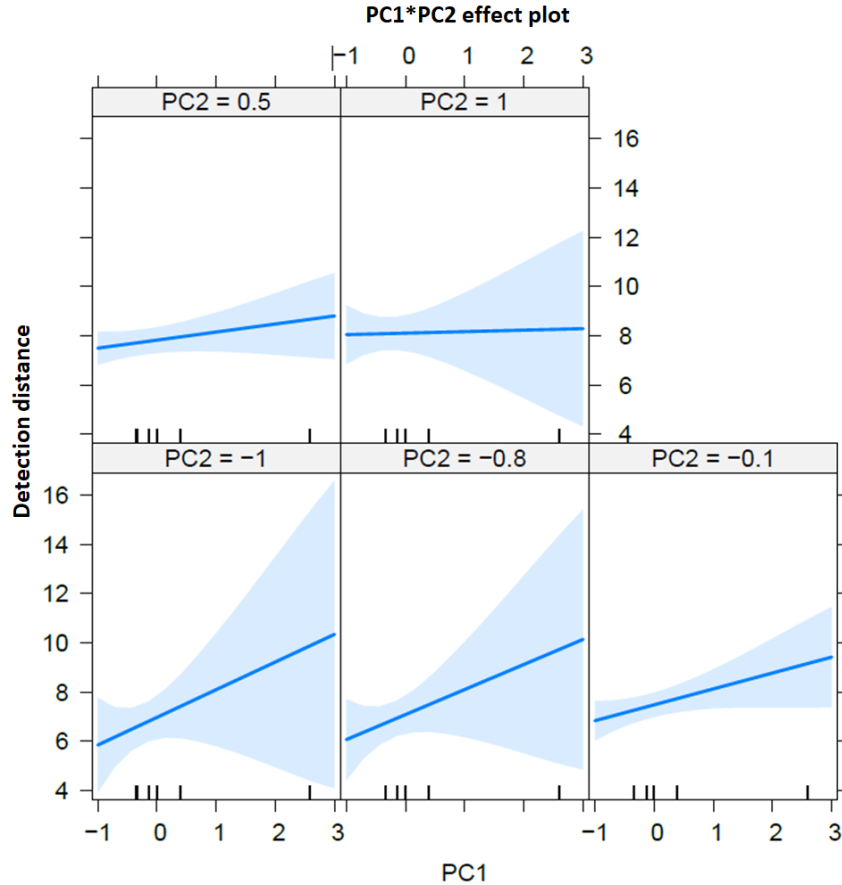 PC1*PC2 effect plot
−1 0 1 2 3
PC2 = 0.5 PC2 = 1
16
14
12
10
8
6
4
Detection distance
PC2 = −1 PC2 = −0.8 PC2 = −0.1
16
14
12
10
8
6
4
−1 0 1 2 3 −1 0 1 2 3
PC1